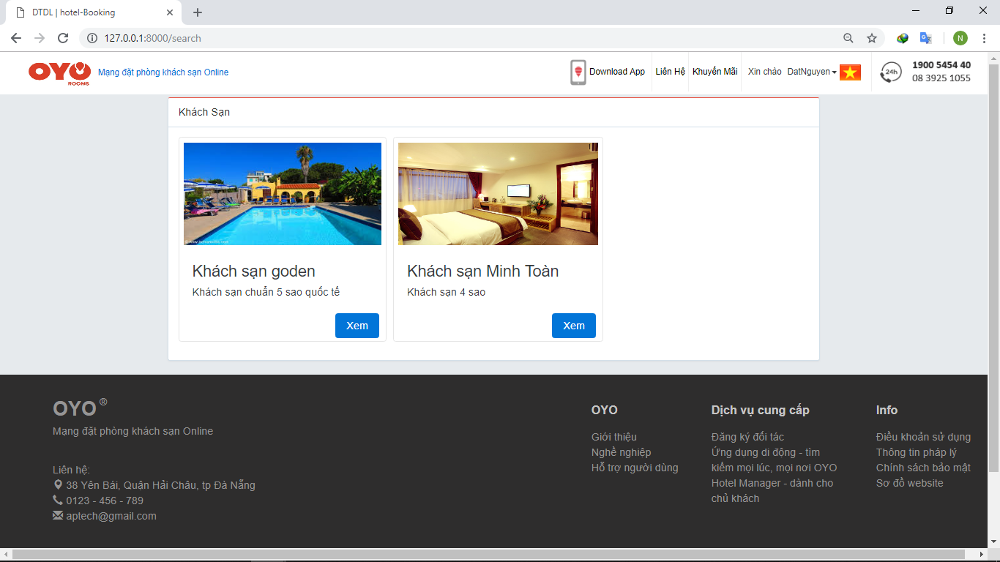 DTDL | hotel-Booking
127.0.0.1:8000/search
N
OYO
ROOMS
Mạng đặt phòng khách sạn Online
Download App
Liên Hệ
Khuyến Mãi
Xin chào DatNguyen
24h
1900 5454 40
08 3925 1055
Khách Sạn
Khách sạn goden
Khách sạn chuẩn 5 sao quốc tế
Xem
Khách sạn Minh Toàn
Khách sạn 4 sao
Xem
OYO ®
Mạng đặt phòng khách sạn Online
Liên hệ:
38 Yên Bái, Quận Hải Châu, tp Đà Nẵng
0123 - 456 - 789
aptech@gmail.com
OYO
Giới thiệu
Nghề nghiệp
Hỗ trợ người dùng
Dịch vụ cung cấp
Đăng ký đối tác
Ứng dụng di động - tìm
kiếm mọi lúc, mọi nơi OYO
Hotel Manager - dành cho
chủ khách
Info
Điều khoản sử dụng
Thông tin pháp lý
Chính sách bảo mật
Sơ đồ website